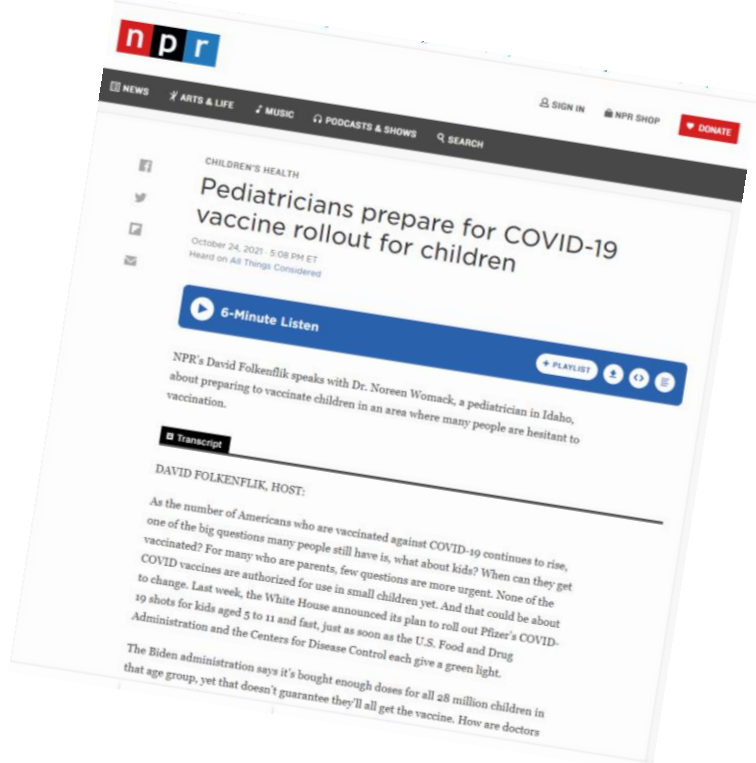 npr
SIGN IN
NPR SHOP
DONATE
NEWS
ARTS & LIFE
MUSIC
PODCASTS & SHOWS
SEARCH
CHILDREN'S HEALTH
Pediatricians prepare for COVID-19
vaccine rollout for children
October 24, 2021 · 5:08 PM ET
Heard on All Things Considered
6-Minute Listen
+ PLAYLIST
NPR's David Folkenflik speaks with Dr. Noreen Womack, a pediatrician in Idaho,
about preparing to vaccinate children in an area where many people are hesitant to
vaccination.
Transcript
DAVID FOLKENFLIK, HOST:
As the number of Americans who are vaccinated against COVID-19 continues to rise,
one of the big questions many people still have is, what about kids? When can they get
vaccinated? For many who are parents, few questions are more urgent. None of the
COVID vaccines are authorized for use in small children yet. And that could be about
to change. Last week, the White House announced its plan to roll out Pfizer's COVID-
19 shots for kids aged 5 to 11 and fast, just as soon as the U.S. Food and Drug
Administration and the Centers for Disease Control each give a green light.
The Biden administration says it's bought enough doses for all 28 million children in
that age group, yet that doesn't guarantee they'll all get the vaccine. How are doctors